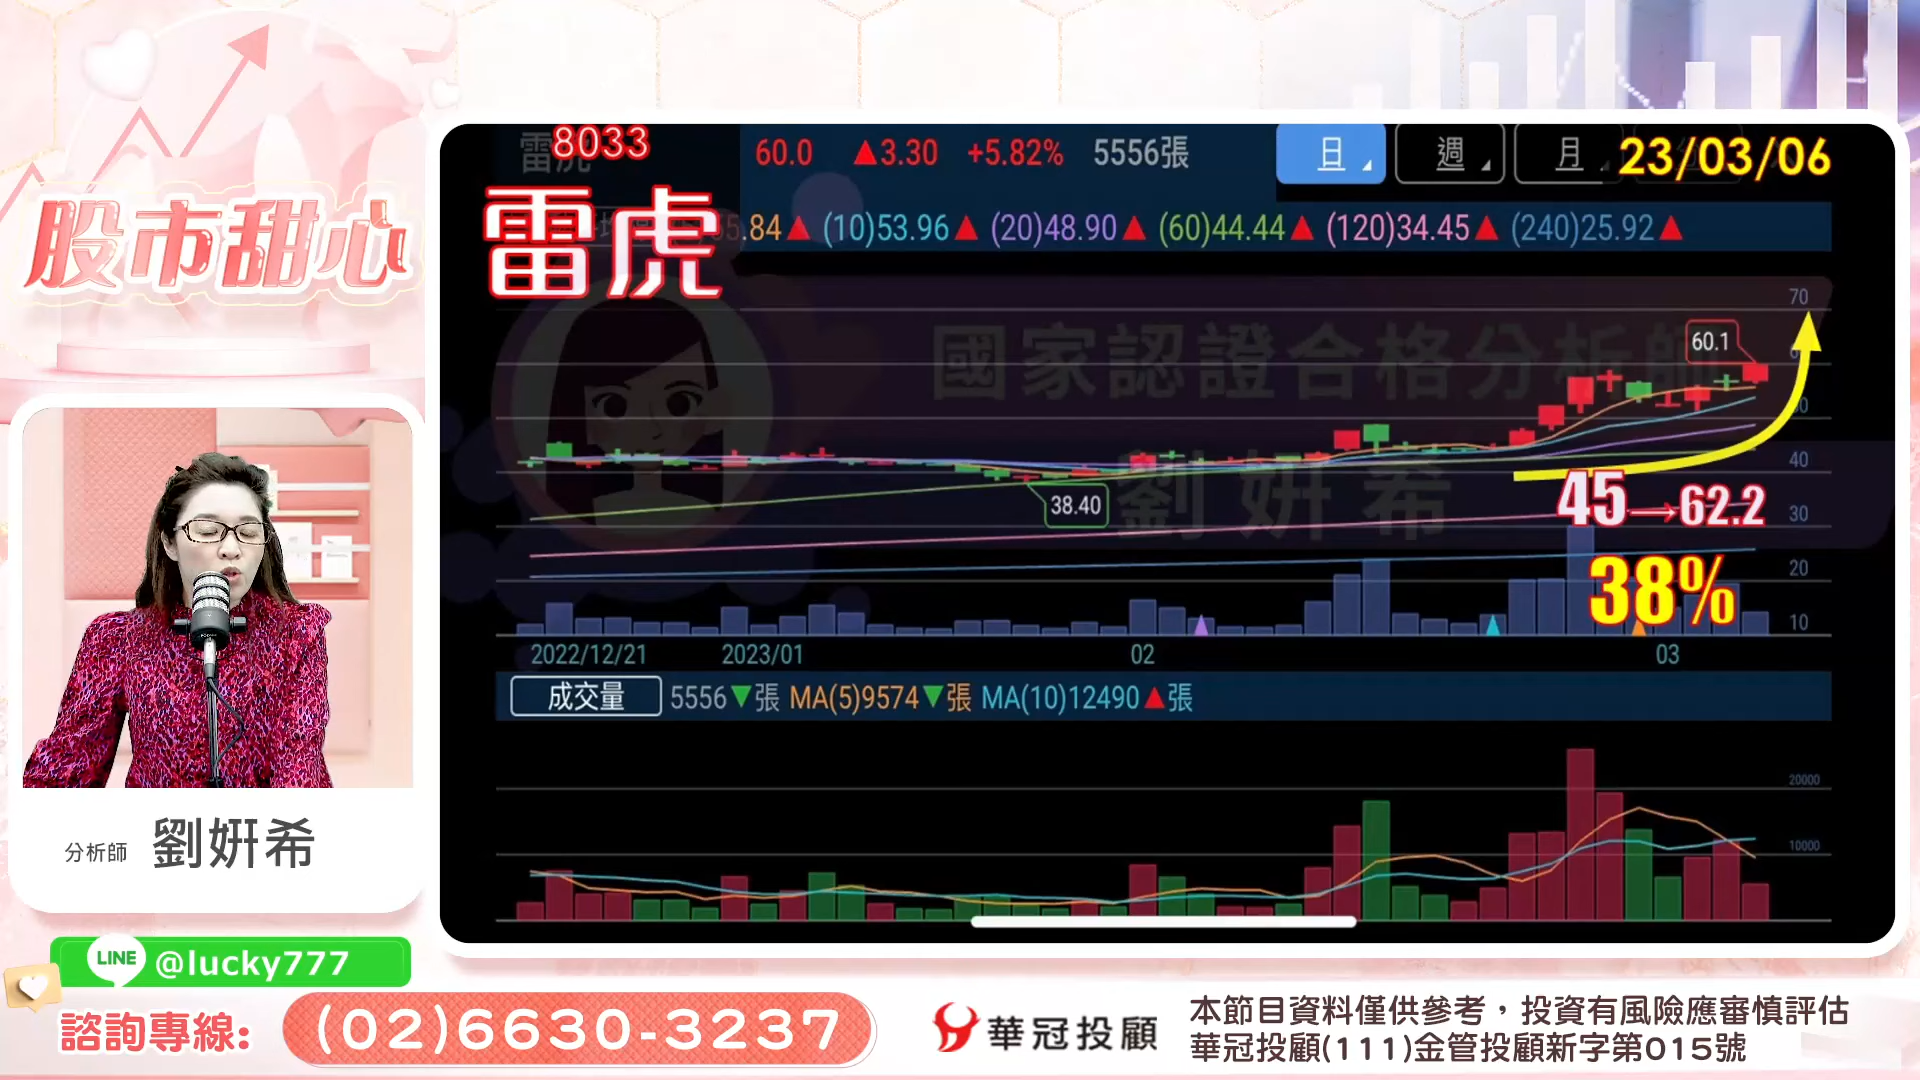 股市甜心
分析師 劉妍希
LINE @lucky777
諮詢專線: (02)6630-3237
華冠投顧
本節目資料僅供參考，投資有風險應審慎評估
華冠投顧(111)金管投顧新字第015號
8033
雷虎
雷虎
60.0 ▲3.30 +5.82% 5556張
日 週 月
23/03/06
5.84▲ (10)53.96▲ (20)48.90▲ (60)44.44▲ (120)34.45▲ (240)25.92▲
國家認證合格分析師
劉妍希
70
60.1
40
30
20
10
38.40
45→62.2
38%
2022/12/21 2023/01 02 03
成交量 5556▼張 MA(5)9574▼張 MA(10)12490▲張
20000
10000